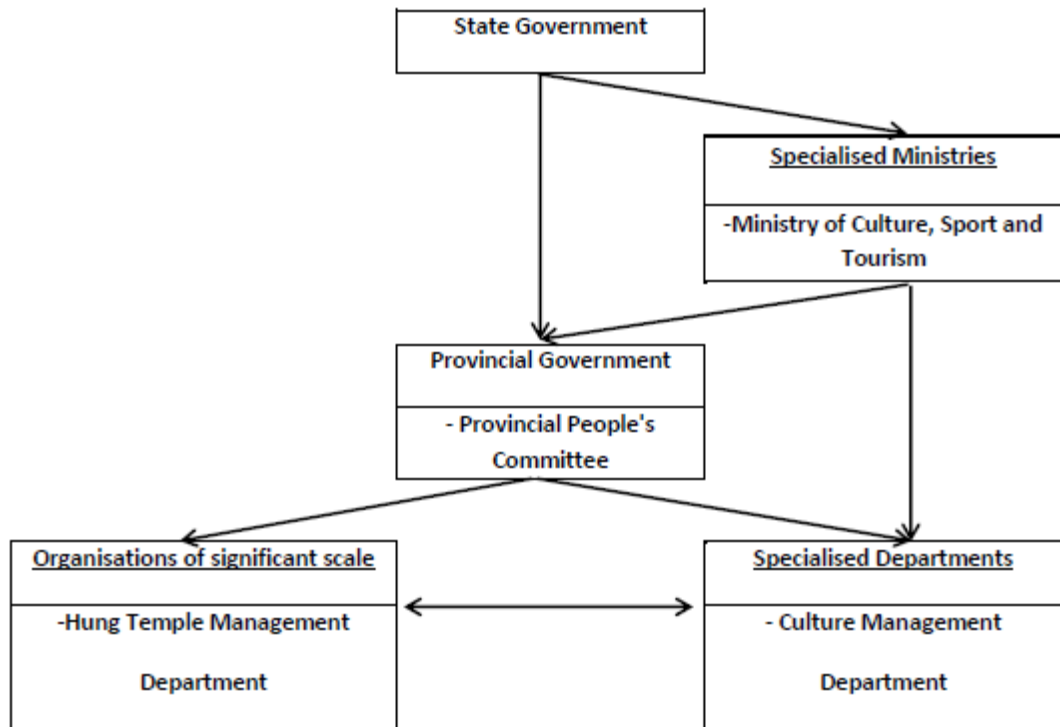 State Government
Specialised Ministries
-Ministry of Culture, Sport and
Tourism
Provincial Government
- Provincial People's
Committee
Organisations of significant scale
-Hung Temple Management
Department
Specialised Departments
- Culture Management
Department